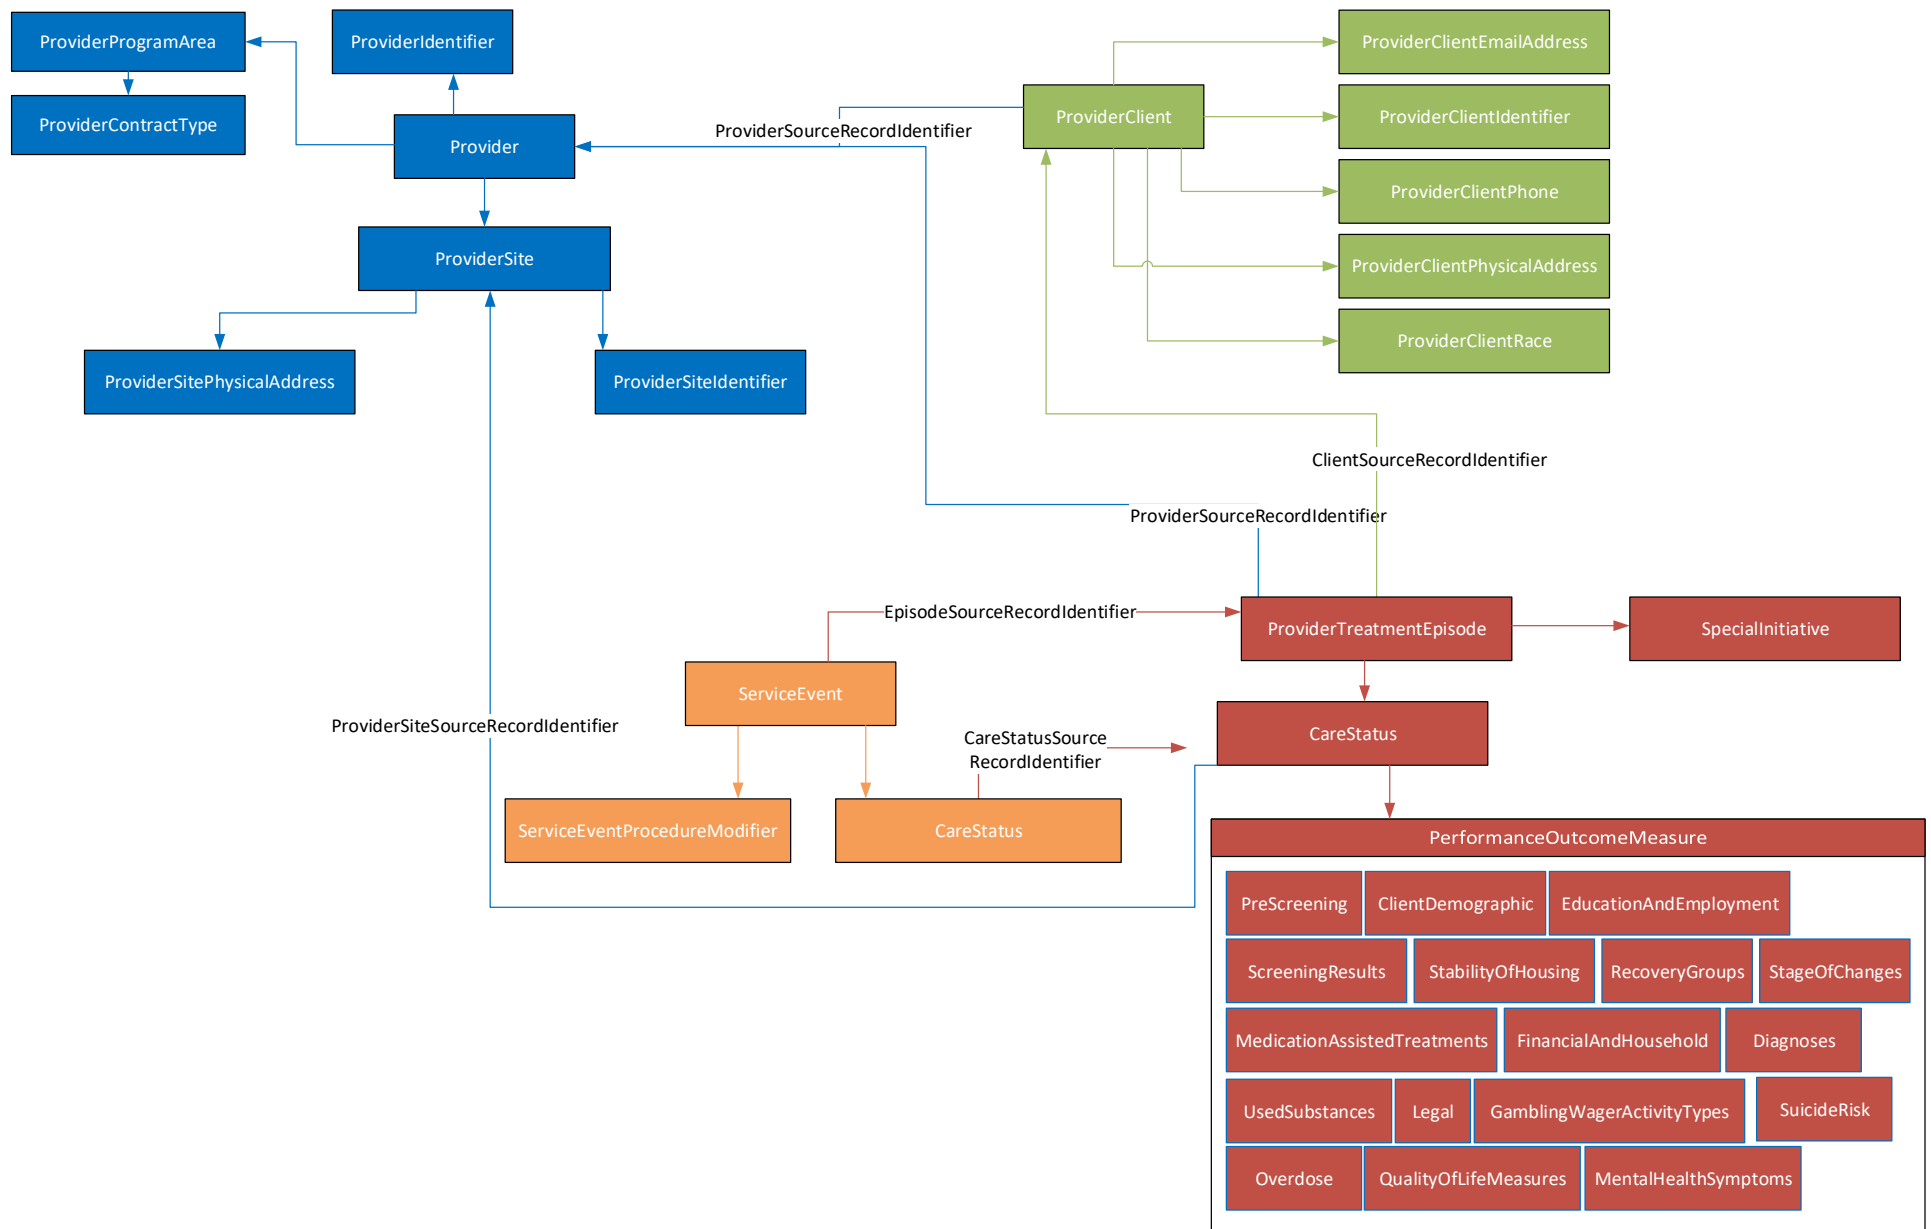 ProviderProgramArea
ProviderIdentifier
ProviderClientEmailAddress
ProviderContractType
Provider
ProviderSourceRecordIdentifier
ProviderClient
ProviderClientIdentifier
ProviderClientPhone
ProviderSite
ProviderClientPhysicalAddress
ProviderClientRace
ProviderSitePhysicalAddress
ProviderSiteIdentifier
ClientSourceRecordIdentifier
ProviderSourceRecordIdentifier
EpisodeSourceRecordIdentifier
ProviderTreatmentEpisode
SpecialInitiative
ServiceEvent
ProviderSiteSourceRecordIdentifier
CareStatusSource
RecordIdentifier
CareStatus
ServiceEventProcedureModifier
CareStatus
PerformanceOutcomeMeasure
PreScreening
ClientDemographic
EducationAndEmployment
ScreeningResults
StabilityOfHousing
RecoveryGroups
StageOfChanges
MedicationAssistedTreatments
FinancialAndHousehold
Diagnoses
UsedSubstances
Legal
GamblingWagerActivityTypes
SuicideRisk
Overdose
QualityOfLifeMeasures
MentalHealthSymptoms